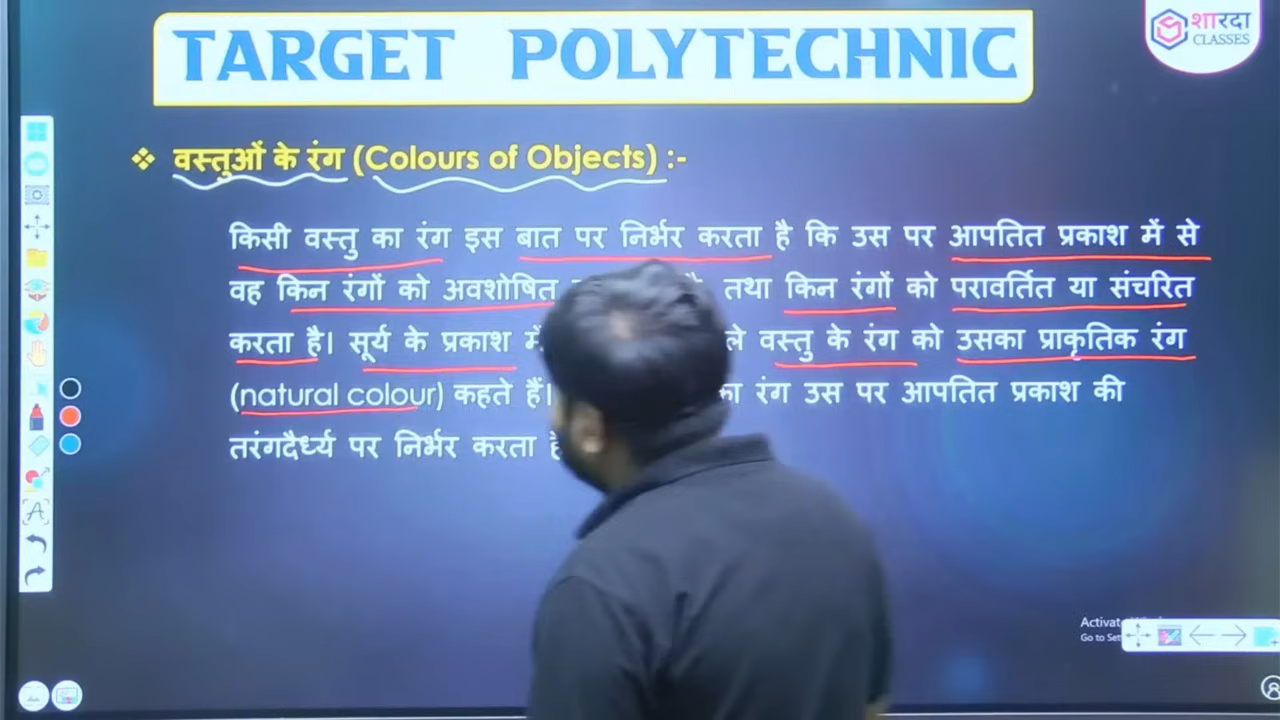 TARGET POLYTECHNIC
शारदा
CLASSES
❖ वस्तुओं के रंग (Colours of Objects) :-
किसी वस्तु का रंग इस बात पर निर्भर करता है कि उस पर आपतित प्रकाश में से
वह किन रंगों को अवशोषित तथा किन रंगों को परावर्तित या संचरित
करता है। सूर्य के प्रकाश वस्तु के रंग को उसका प्राकृतिक रंग
(natural colour) कहते हैं। रंग उस पर आपतित प्रकाश की
तरंगदैर्ध्य पर निर्भर करता
Go to